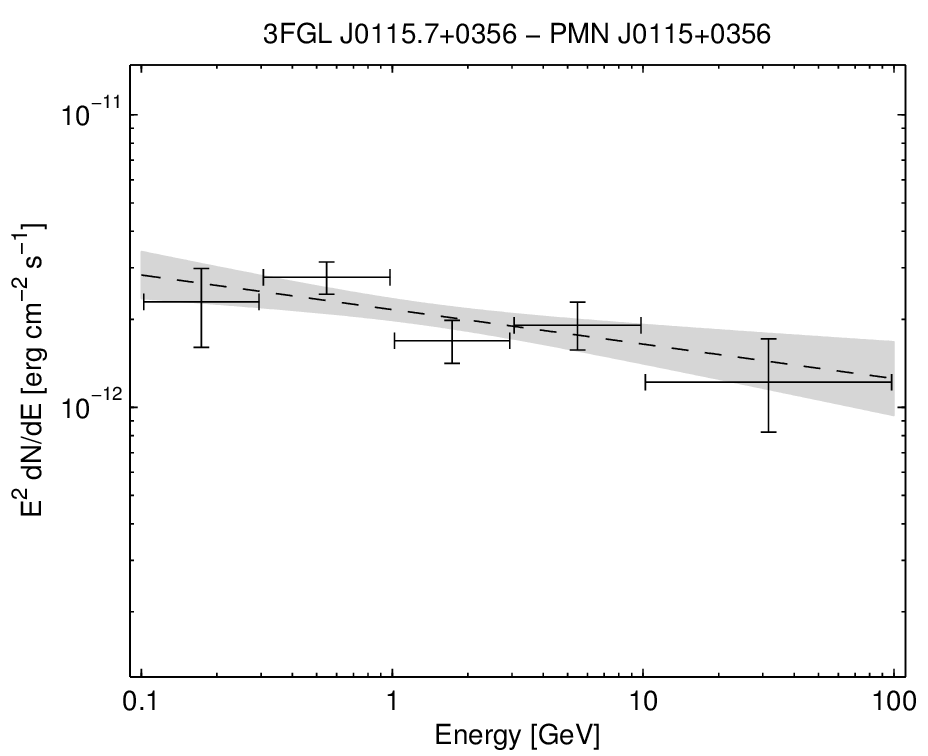 3FGL J0115.7+0356 − PMN J0115+0356
10⁻¹¹
10⁻¹²
E² dN/dE [erg cm⁻² s⁻¹]
0.1 1 10 100
Energy [GeV]